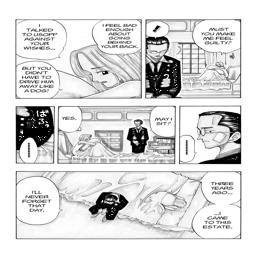 I
TALKED
TO USOPP
AGAINST
YOUR
WISHES...
BUT YOU
DIDN'T
HAVE TO
DRIVE HIM
AWAY LIKE
A DOG!
I FEEL BAD
ENOUGH
ABOUT
GOING
BEHIND
YOUR BACK.
MUST
YOU MAKE
ME FEEL
GUILTY?
YES.
MAY I
SIT?
THREE
YEARS
AGO...
...I
CAME TO
THIS
ESTATE.
I'LL
NEVER
FORGET
THAT
DAY.